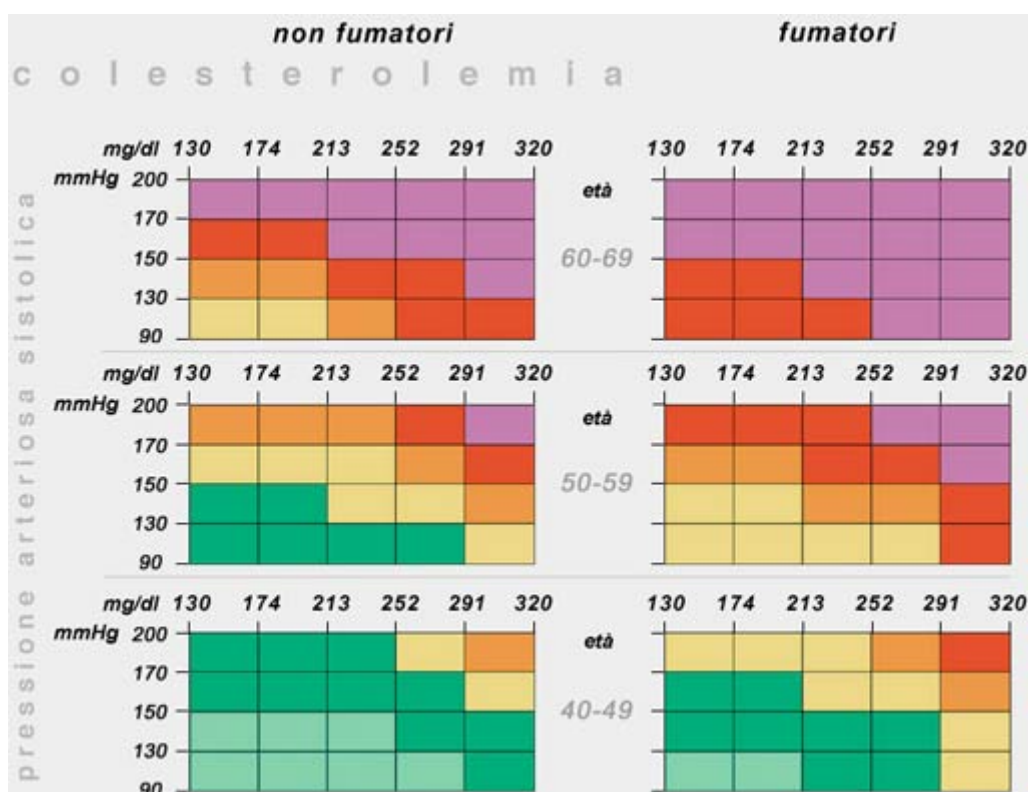 non fumatori fumatori
colesterolemia
mg/dl 130 174 213 252 291 320 130 174 213 252 291 320
mmHg 200 età
170
150 60-69
130
90
mg/dl 130 174 213 252 291 320 130 174 213 252 291 320
mmHg 200 età
170
150 50-59
130
90
mg/dl 130 174 213 252 291 320 130 174 213 252 291 320
mmHg 200 età
170
150 40-49
130
90
pressione arteriosa sistolica